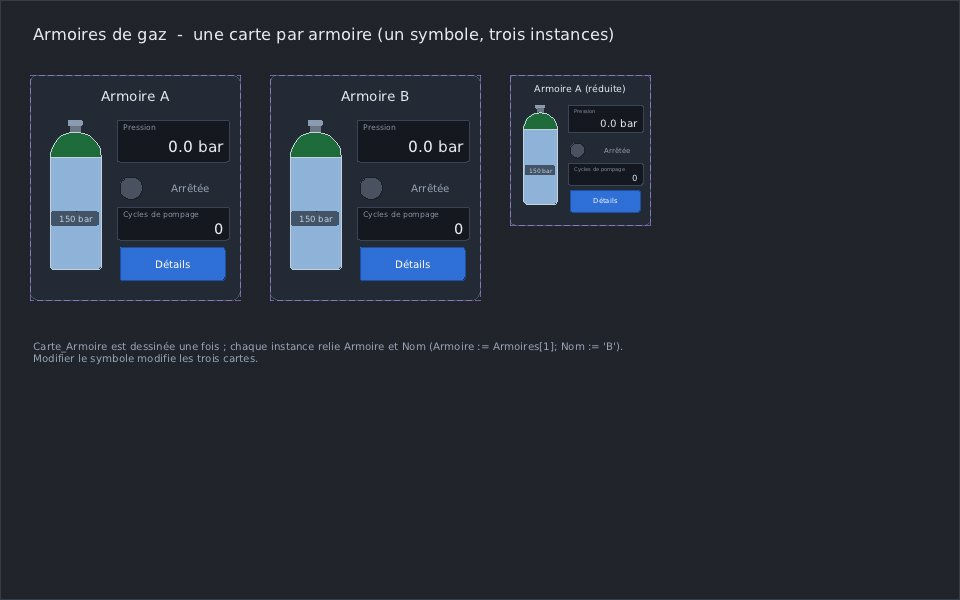 Armoires de gaz  -  une carte par armoire (un symbole, trois instances)
Armoire A
Pression
0.0 bar
Arrêtée
150 bar
Cycles de pompage
0
Détails
Armoire B
Pression
0.0 bar
Arrêtée
150 bar
Cycles de pompage
0
Détails
Armoire A (réduite)
Pression
0.0 bar
Arrêtée
150 bar
Cycles de pompage
0
Détails
Carte_Armoire est dessinée une fois ; chaque instance relie Armoire et Nom (Armoire := Armoires[1]; Nom := 'B').
Modifier le symbole modifie les trois cartes.